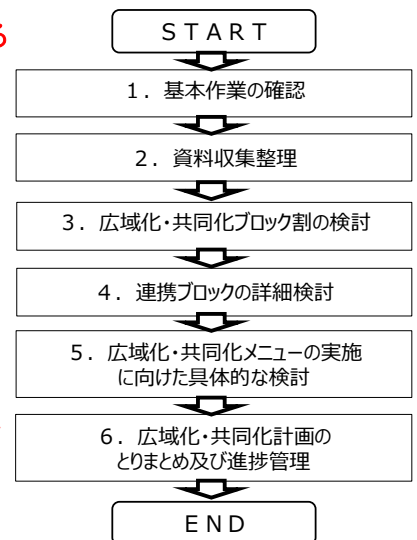 る
START
1．基本作業の確認
2．資料収集整理
3．広域化・共同化ブロック割の検討
4．連携ブロックの詳細検討
5．広域化・共同化メニューの実施
に向けた具体的な検討
6．広域化・共同化計画の
とりまとめ及び進捗管理
END